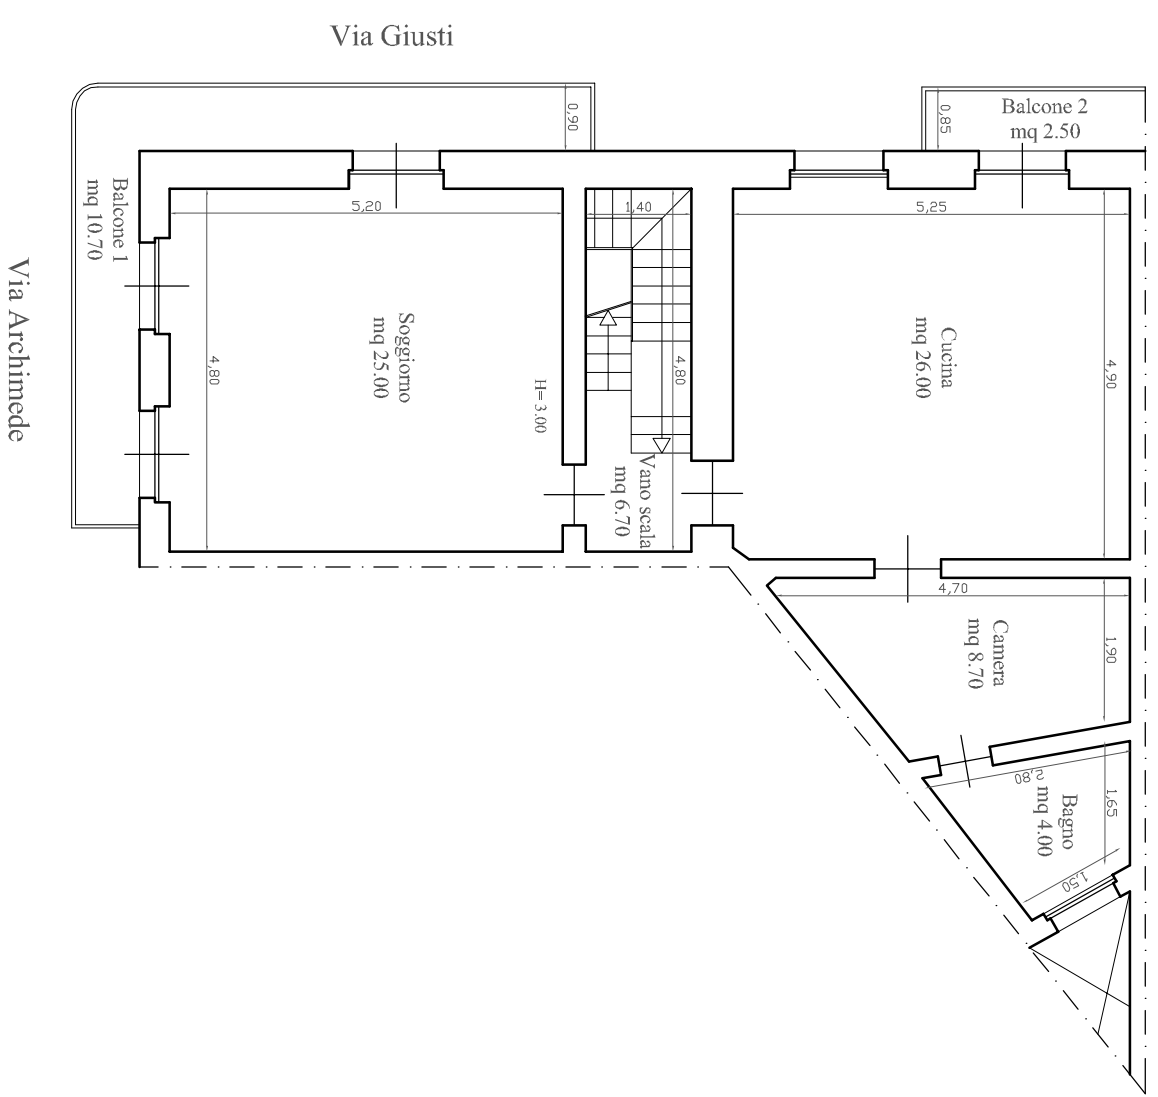 Via Giusti
0,90
0,85
Balcone 2
mq 2.50
Balcone 1
mq 10.70
5,20
1,40
5,25
Via Archimede
Soggiorno
mq 25.00
4,80
H= 3.00
4,80
Cucina
mq 26.00
4,90
Vano scala
mq 6.70
4,70
Camera
mq 8.70
1,90
2,80
Bagno
mq 4.00
1,65
1,50